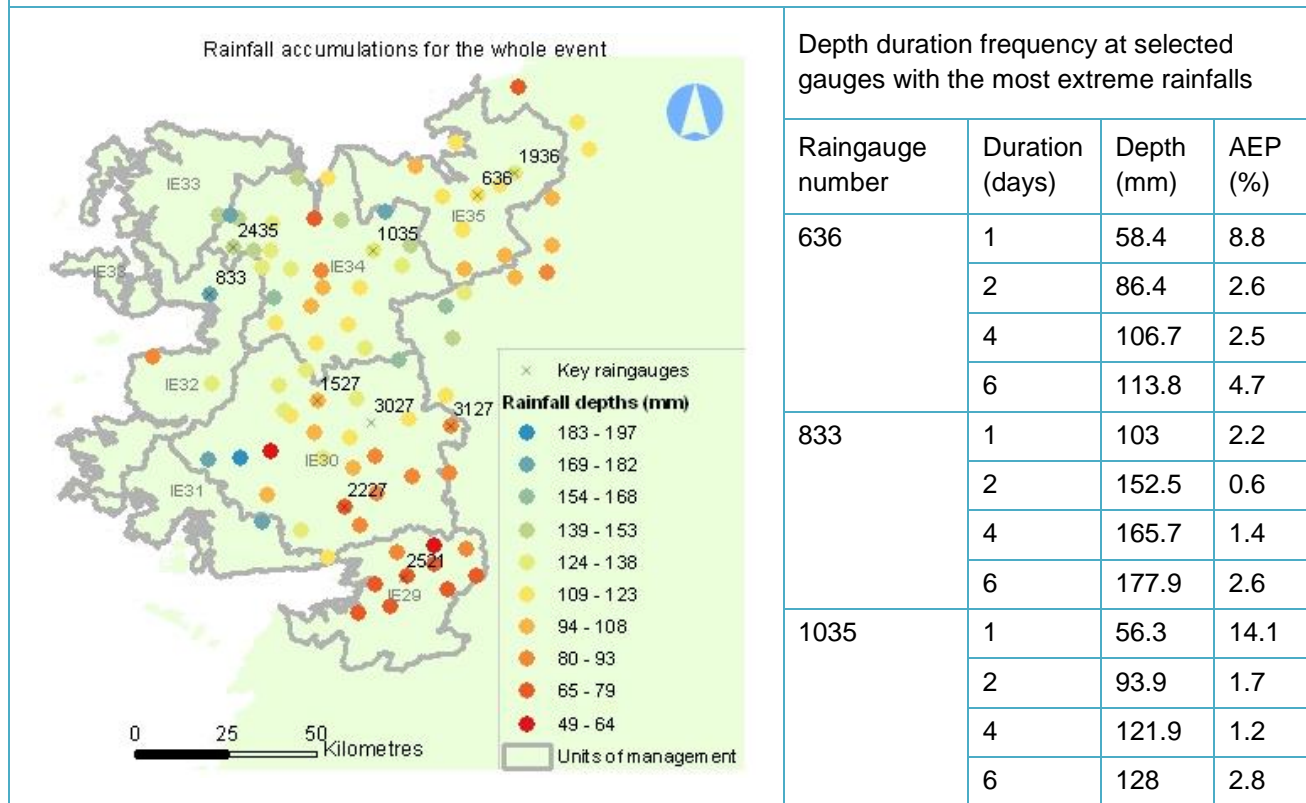 Rainfall accumulations for the whole event
1936
636
IE33
IE35
2435
1035
IE34
IE33
833
IE32
1527
3027
3127
IE30
IE31
2227
2521
IE29
× Key raingauges
Rainfall depths (mm)
183 - 197
169 - 182
154 - 168
139 - 153
124 - 138
109 - 123
94 - 108
80 - 93
65 - 79
49 - 64
Units of management
0 25 50
Kilometres
Depth duration frequency at selected
gauges with the most extreme rainfalls
Raingauge Duration Depth AEP
number (days) (mm) (%)
636 1 58.4 8.8
2 86.4 2.6
4 106.7 2.5
6 113.8 4.7
833 1 103 2.2
2 152.5 0.6
4 165.7 1.4
6 177.9 2.6
1035 1 56.3 14.1
2 93.9 1.7
4 121.9 1.2
6 128 2.8